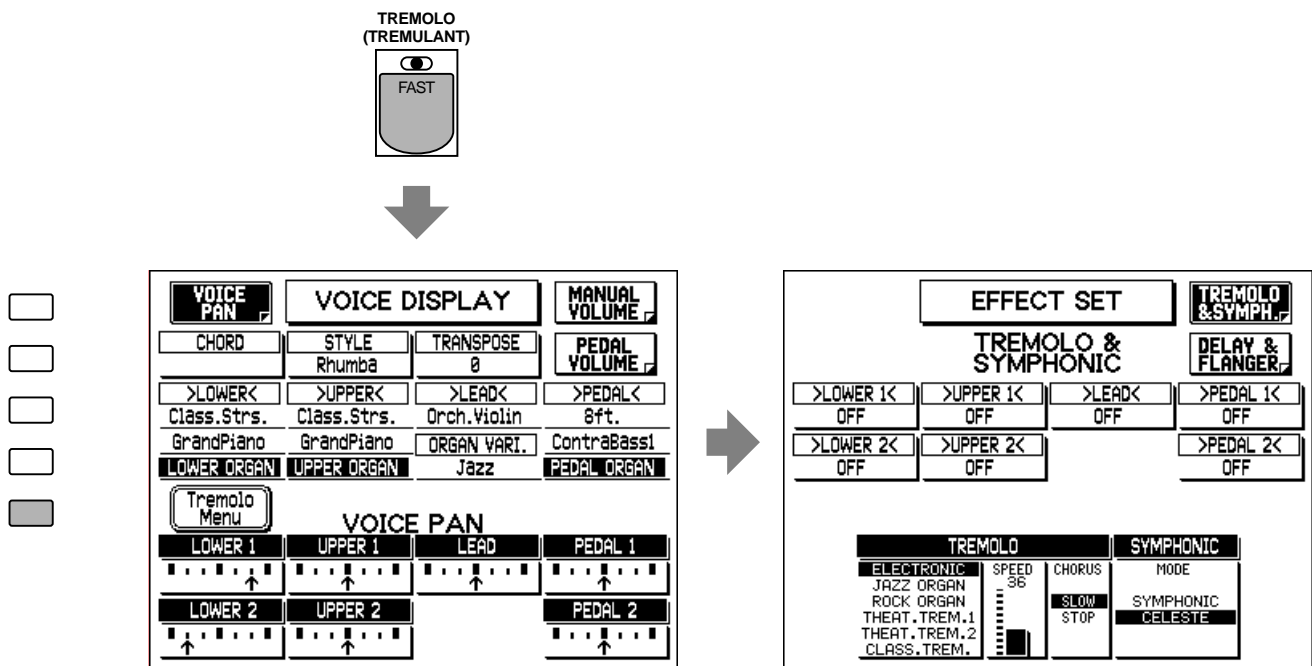 TREMOLO
(TREMULANT)
FAST
VOICE PAN
VOICE DISPLAY
MANUAL VOLUME
CHORD
STYLE
Rhumba
TRANSPOSE
0
PEDAL VOLUME
>LOWER< >UPPER< >LEAD< >PEDAL<
Class.Strs. Class.Strs. Orch.Violin 8ft.
GrandPiano GrandPiano ORGAN VARI. ContraBass1
LOWER ORGAN UPPER ORGAN Jazz PEDAL ORGAN
Tremolo
Menu
VOICE PAN
LOWER 1 UPPER 1 LEAD PEDAL 1
LOWER 2 UPPER 2 PEDAL 2
EFFECT SET
TREMOLO
&SYMPH.
TREMOLO &
SYMPHONIC
DELAY &
FLANGER
>LOWER 1< >UPPER 1< >LEAD< >PEDAL 1<
OFF OFF OFF OFF
>LOWER 2< >UPPER 2< >PEDAL 2<
OFF OFF OFF
TREMOLO SYMPHONIC
ELECTRONIC SPEED CHORUS MODE
JAZZ ORGAN 36
ROCK ORGAN SLOW SYMPHONIC
THEAT.TREM.1 STOP CELESTE
THEAT.TREM.2
CLASS.TREM.